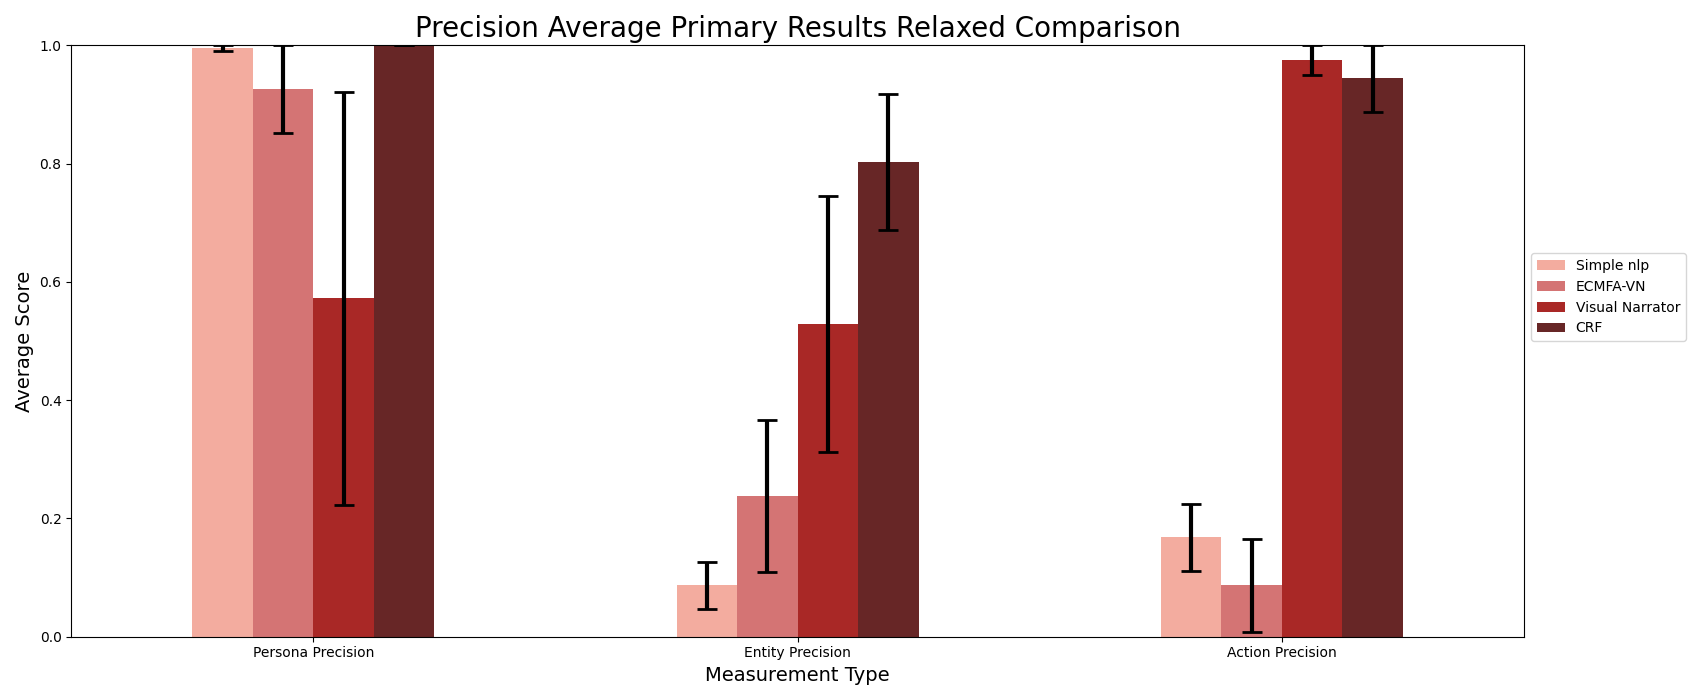 Precision Average Primary Results Relaxed Comparison
1.0
0.8
0.6
0.4
0.2
0.0
Average Score
Persona Precision
Entity Precision
Action Precision
Measurement Type
Simple nlp
ECMFA-VN
Visual Narrator
CRF